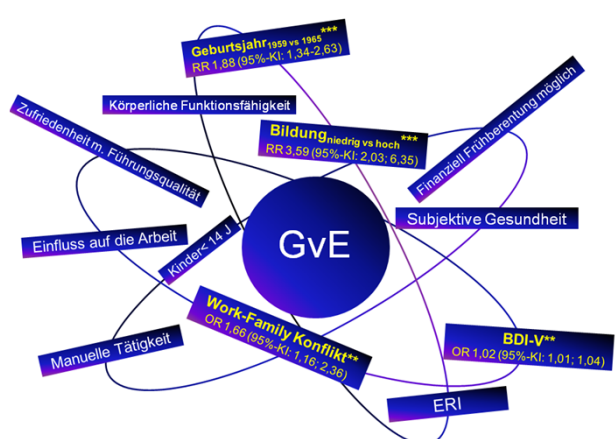 Geburtsjahr1959 vs 1965***
RR 1,88 (95%-KI: 1,34-2,63)
Körperliche Funktionsfähigkeit
Zufriedenheit m. Führungsqualität
Bildungniedrig vs hoch***
RR 3,59 (95%-KI: 2,03; 6,35)
Finanziell Frühberentung möglich
Subjektive Gesundheit
Einfluss auf die Arbeit
Kinder< 14 J
GvE
Work-Family Konflikt**
OR 1,66 (95%-KI: 1,16; 2,36)
Manuelle Tätigkeit
BDI-V**
OR 1,02 (95%-KI: 1,01; 1,04)
ERI